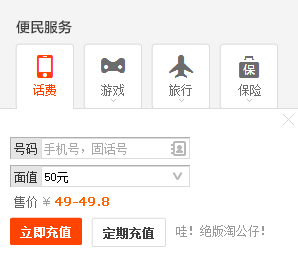 便民服务
话费 游戏 旅行 保险
保
号码 手机号，固话号
面值 50元
售价 ¥ 49-49.8
立即充值 定期充值 哇！绝版淘公仔！